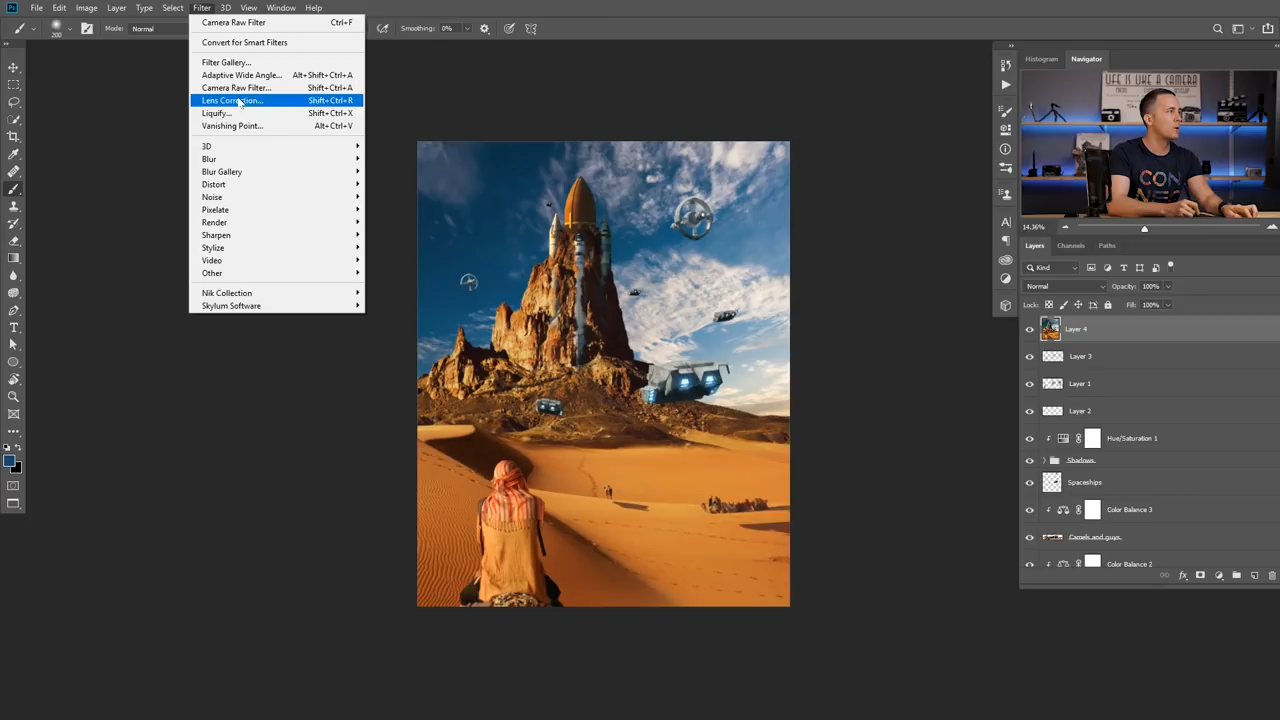 Ps File Edit Image Layer Type Select Filter 3D View Window Help
200 Mode: Normal Smoothing: 0%
Camera Raw Filter Ctrl+F
Convert for Smart Filters
Filter Gallery...
Adaptive Wide Angle... Alt+Shift+Ctrl+A
Camera Raw Filter... Shift+Ctrl+A
Lens Correction... Shift+Ctrl+R
Liquify... Shift+Ctrl+X
Vanishing Point... Alt+Ctrl+V
3D
Blur
Blur Gallery
Distort
Noise
Pixelate
Render
Sharpen
Stylize
Video
Other
Nik Collection
Skylum Software
Histogram Navigator
LIFE IS LIKE A CAMERA
CON
NEC
14.36%
Layers Channels Paths
Kind
Normal Opacity: 100%
Lock: Fill: 100%
Layer 4
Layer 3
Layer 1
Layer 2
Hue/Saturation 1
Shadows
Spaceships
Color Balance 3
Camels and guys
Color Balance 2